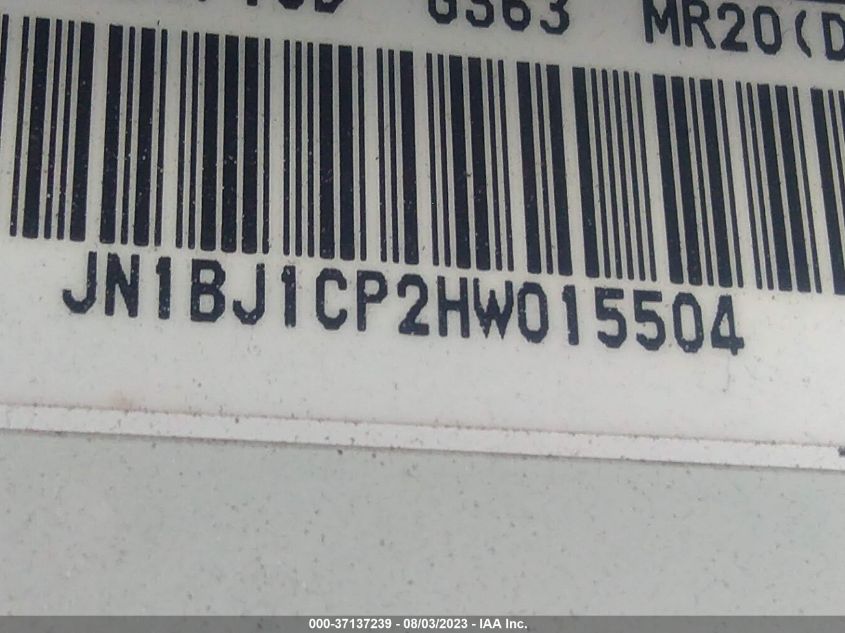 G363 MR20(D
JN1BJ1CP2HW015504
000-37137239 - 08/03/2023 - IAA Inc.